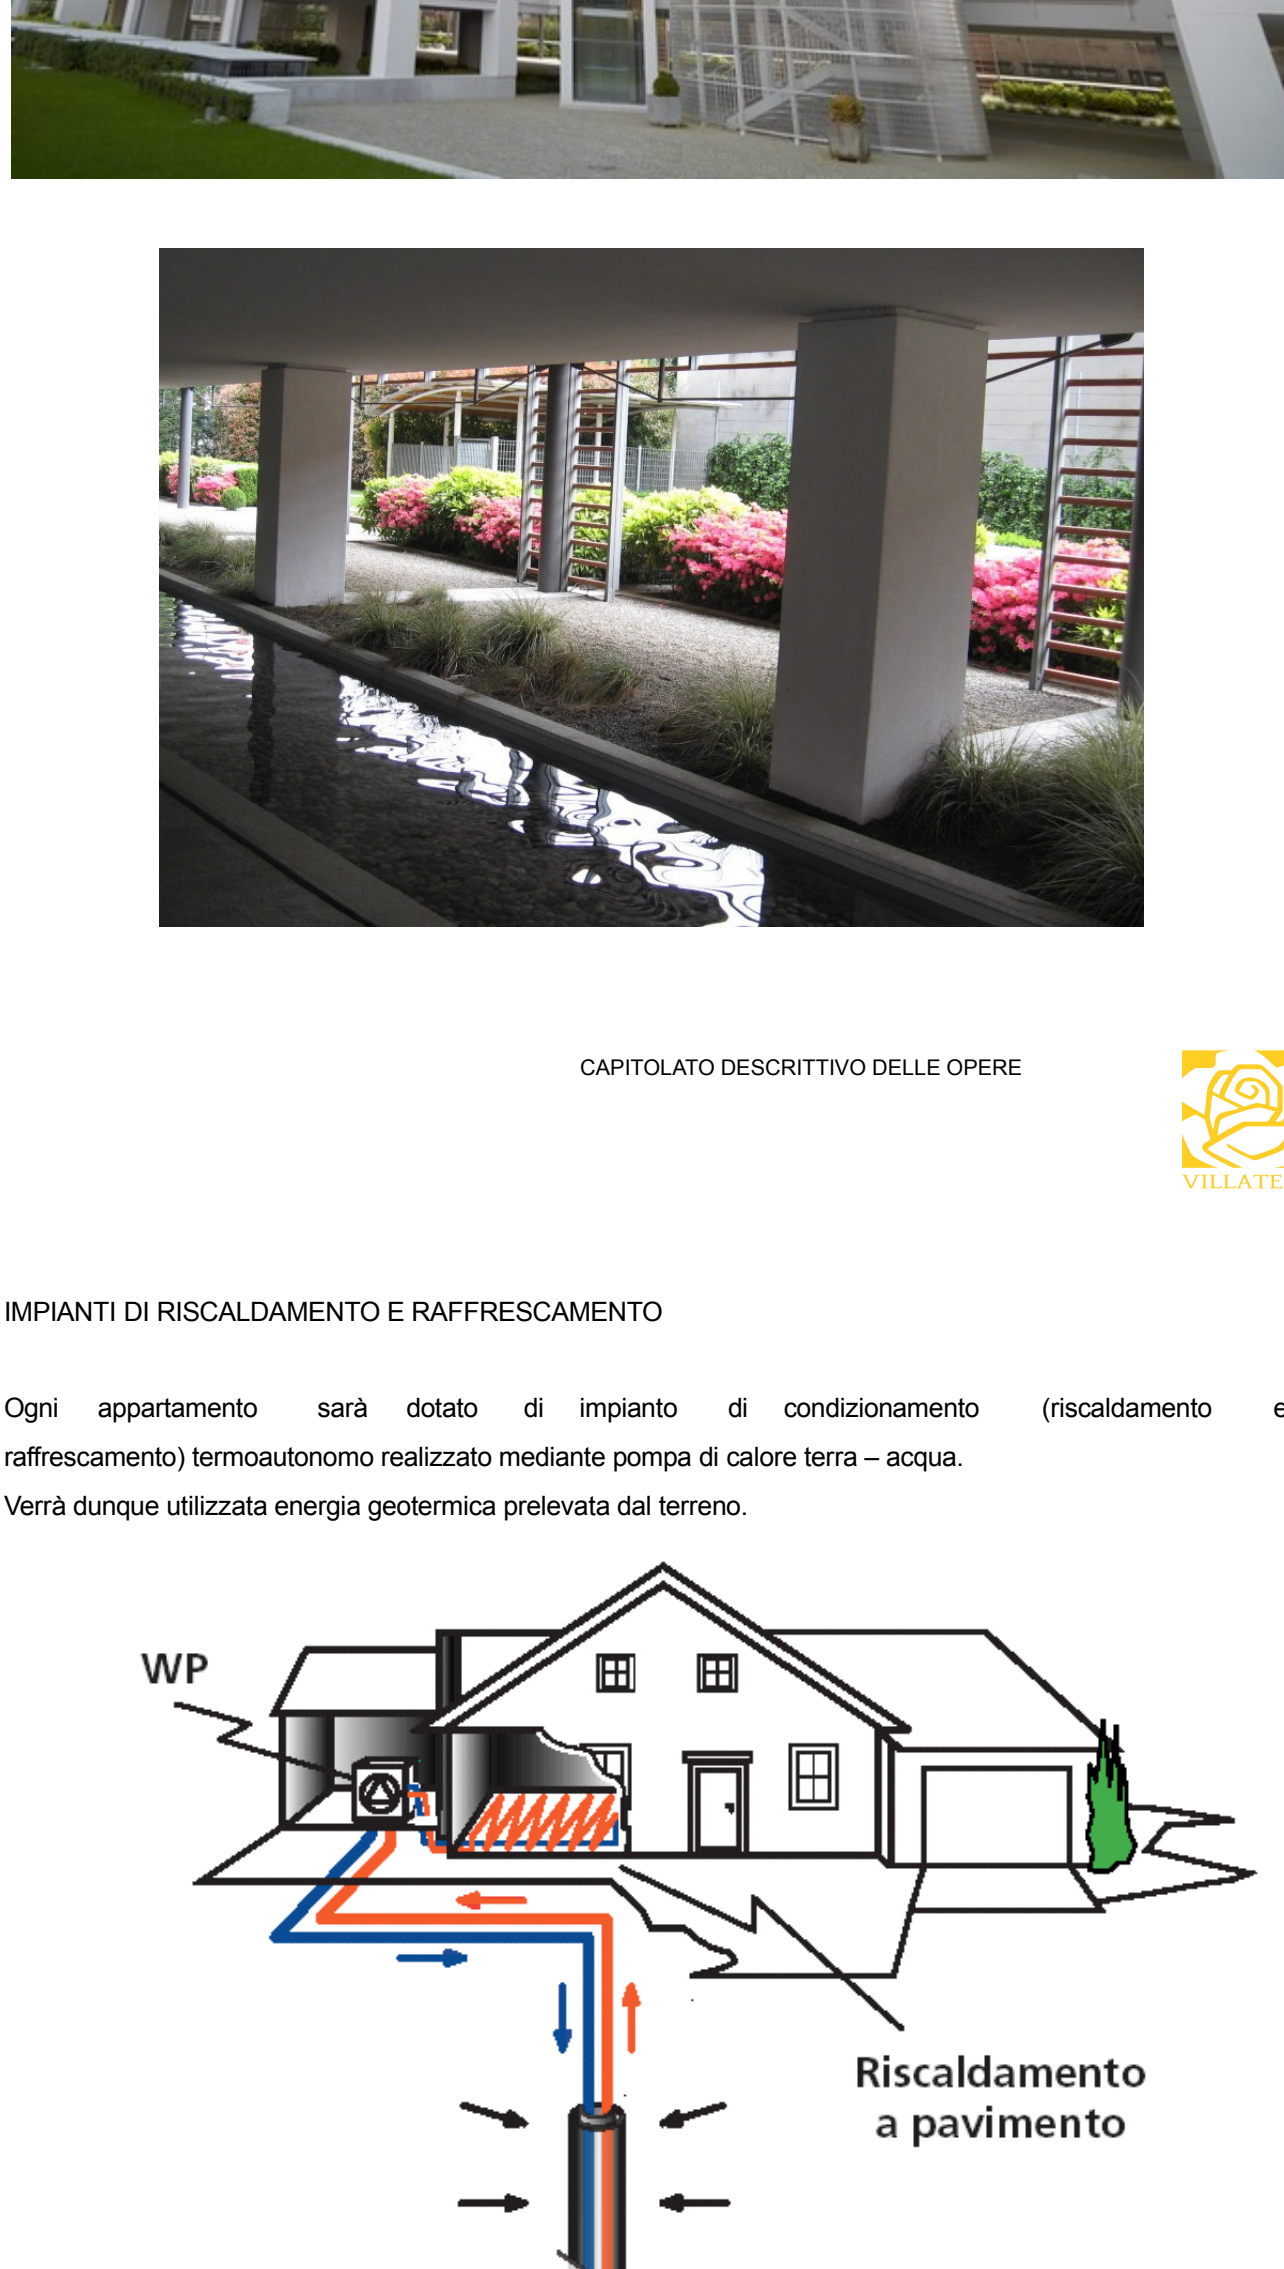 CAPITOLATO DESCRITTIVO DELLE OPERE
VILLATE
IMPIANTI DI RISCALDAMENTO E RAFFRESCAMENTO
Ogni appartamento sarà dotato di impianto di condizionamento (riscaldamento e
raffrescamento) termoautonomo realizzato mediante pompa di calore terra – acqua.
Verrà dunque utilizzata energia geotermica prelevata dal terreno.
WP
Riscaldamento
a pavimento